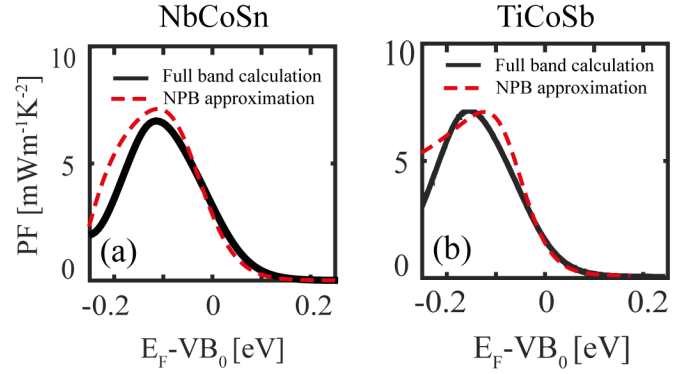 NbCoSn
TiCoSb
PF [mWm⁻¹K⁻²]
10
5
0
Full band calculation
NPB approximation
(a)
-0.2
0
0.2
E_F-VB_0 [eV]
10
5
0
Full band calculation
NPB approximation
(b)
-0.2
0
0.2
E_F-VB_0 [eV]